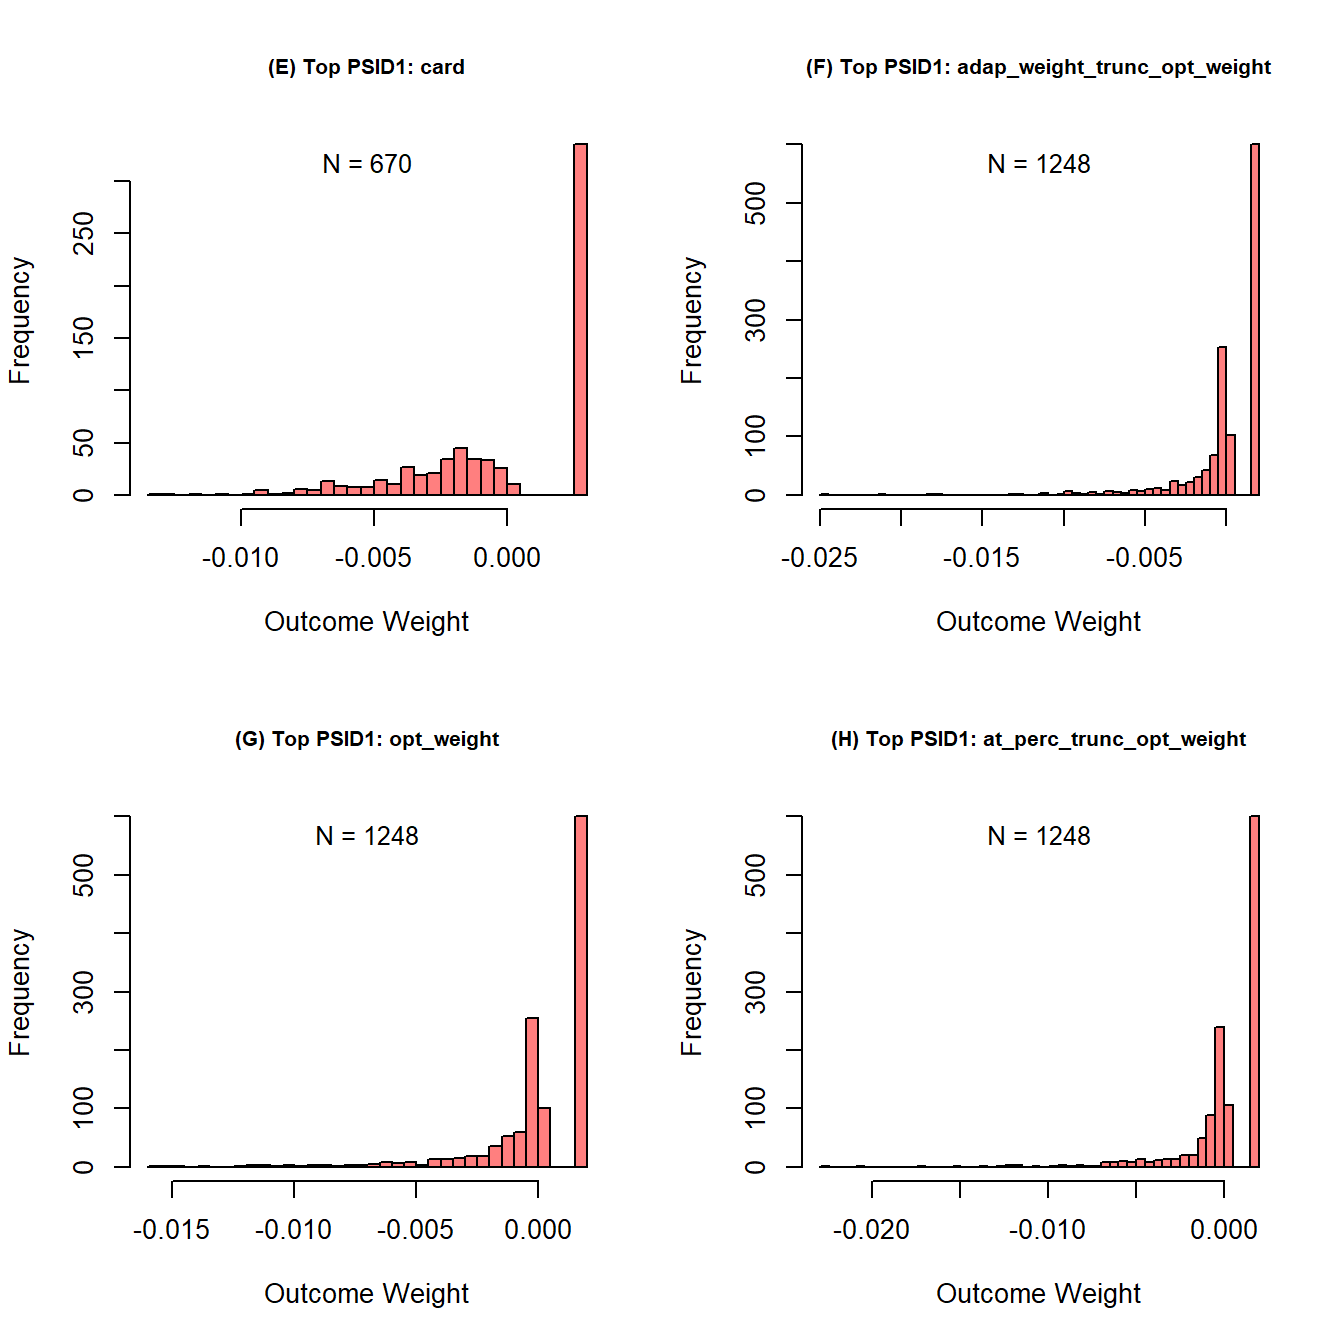 (E) Top PSID1: card
N = 670
Frequency
0
50
150
250
-0.010
-0.005
0.000
Outcome Weight
(F) Top PSID1: adap_weight_trunc_opt_weight
N = 1248
Frequency
0
100
300
500
-0.025
-0.015
-0.005
Outcome Weight
(G) Top PSID1: opt_weight
N = 1248
Frequency
0
100
300
500
-0.015
-0.010
-0.005
0.000
Outcome Weight
(H) Top PSID1: at_perc_trunc_opt_weight
N = 1248
Frequency
0
100
300
500
-0.020
-0.010
0.000
Outcome Weight